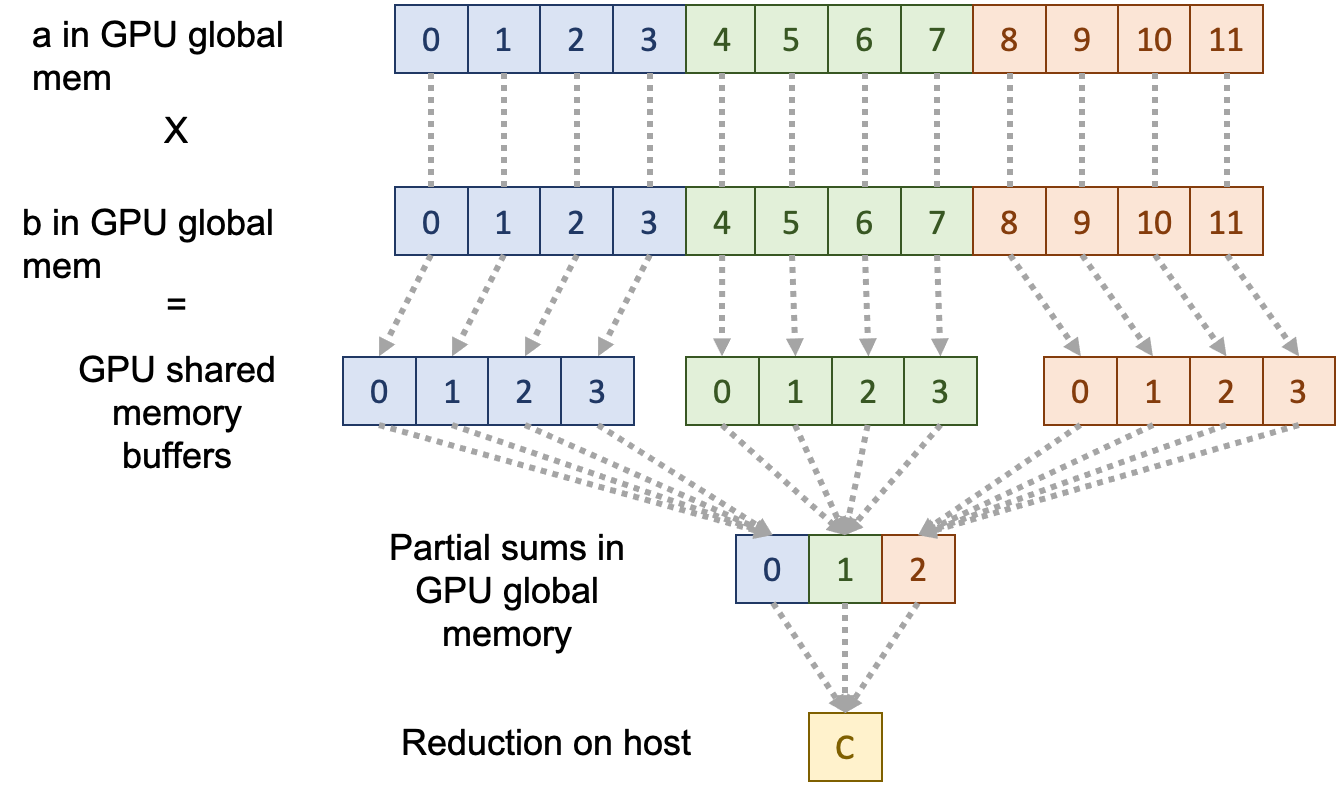 a in GPU global
mem
0 1 2 3 4 5 6 7 8 9 10 11
X
b in GPU global
mem
0 1 2 3 4 5 6 7 8 9 10 11
=
GPU shared
memory
buffers
0 1 2 3 0 1 2 3 0 1 2 3
Partial sums in
GPU global
memory
0 1 2
Reduction on host
C